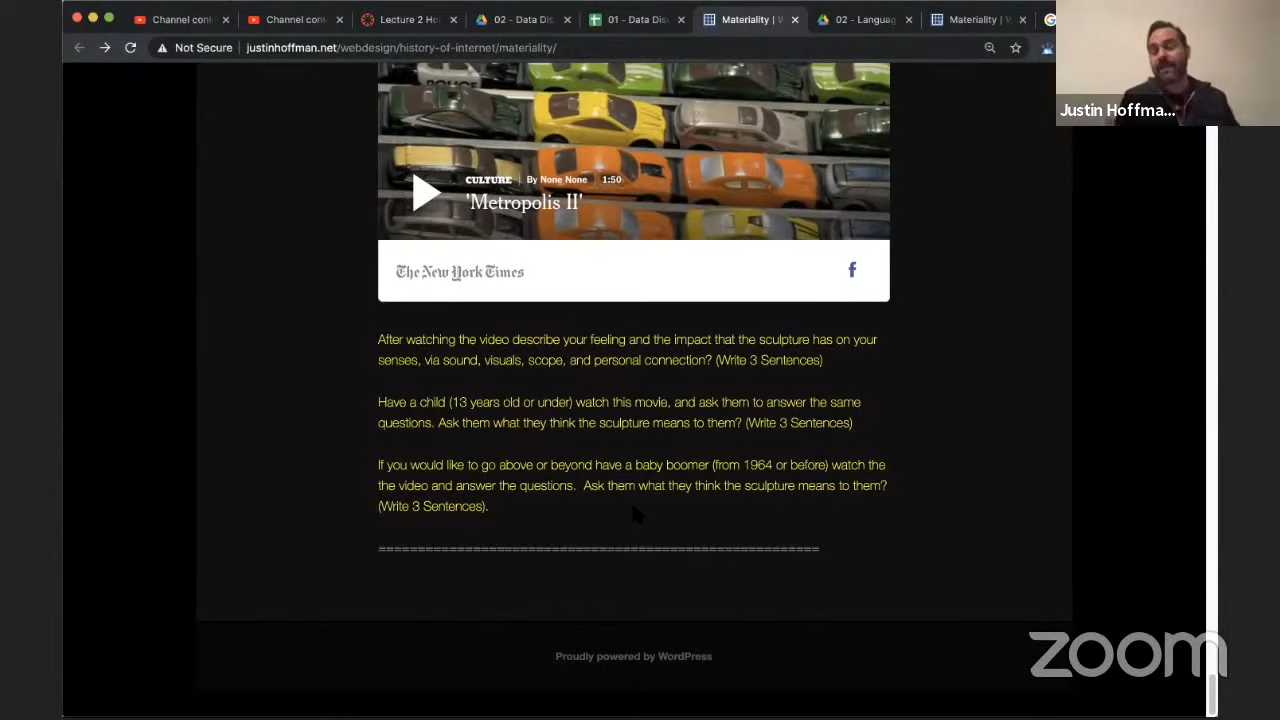 Channel con
Channel con
Lecture 2 Ho
02 - Data Dis
01 - Data Dis
Materiality | W
02 - Languag
Materiality | W
Not Secure
justinhoffman.net/webdesign/history-of-internet/materiality/
Justin Hoffma...
POLICE
CULTURE
By None None
1:50
'Metropolis II'
The New York Times
f
After watching the video describe your feeling and the impact that the sculpture has on your
senses, via sound, visuals, scope, and personal connection? (Write 3 Sentences)
Have a child (13 years old or under) watch this movie, and ask them to answer the same
questions. Ask them what they think the sculpture means to them? (Write 3 Sentences)
If you would like to go above or beyond have a baby boomer (from 1964 or before) watch the
the video and answer the questions.  Ask them what they think the sculpture means to them?
(Write 3 Sentences).
========================================================
Proudly powered by WordPress
zoom